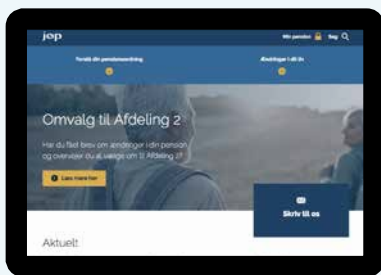 jøp
Min pension Søg
Forstå din pensionsordning
Ændringer i dit liv
Omvalg til Afdeling 2
Har du fået brev om ændringer i din pension
og overvejer du at vælge om til Afdeling 2?
Læs mere her
Skriv til os
Aktuelt